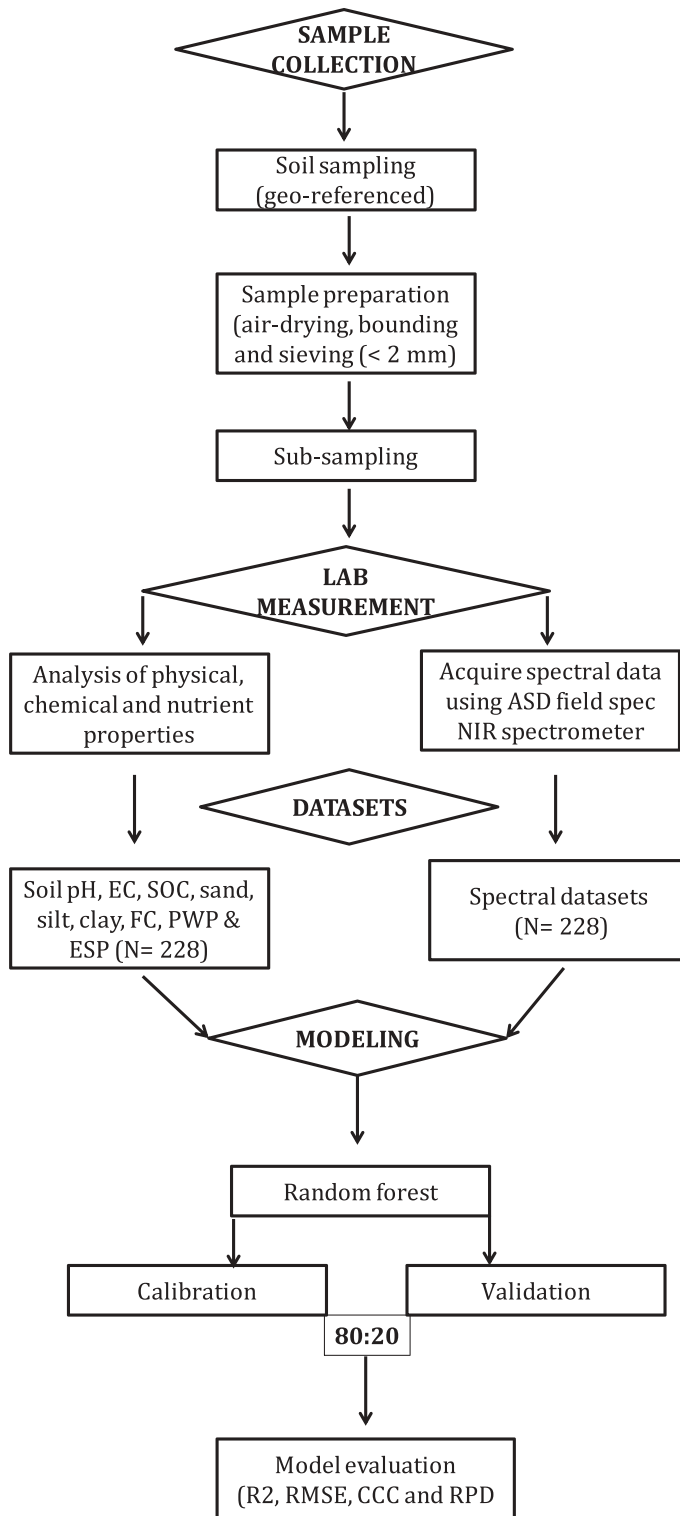 SAMPLE
COLLECTION
Soil sampling
(geo-referenced)
Sample preparation
(air-drying, bounding
and sieving (< 2 mm)
Sub-sampling
LAB
MEASUREMENT
Analysis of physical,
chemical and nutrient
properties
Acquire spectral data
using ASD field spec
NIR spectrometer
DATASETS
Soil pH, EC, SOC, sand,
silt, clay, FC, PWP &
ESP (N= 228)
Spectral datasets
(N= 228)
MODELING
Random forest
Calibration
Validation
80:20
Model evaluation
(R2, RMSE, CCC and RPD